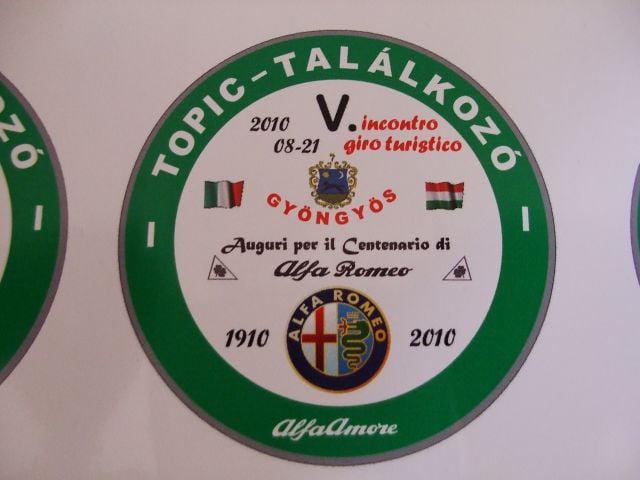 TOPIC-TALÁLKOZÓ
2010 V. incontro
08-21 giro turistico
GYÖNGYÖS
Auguri per il Centenario di
Alfa Romeo
ALFA ROMEO
1910 2010
AlfaAmore
OZÓ